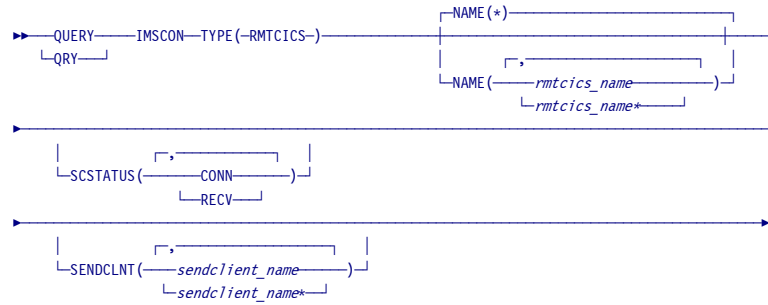 NAME(*)
QUERY IMSCON TYPE( RMTCICS )
QRY
,
NAME( rmtcics_name )
rmtcics_name*
,
SCSTATUS( CONN )
RECV
,
SENDCLNT( sendclient_name )
sendclient_name*